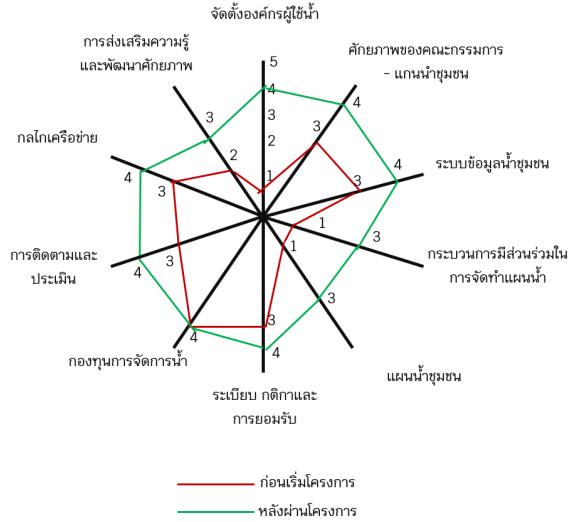 จัดตั้งองค์กรผู้ใช้น้ำ
การส่งเสริมความรู้
และพัฒนาศักยภาพ
ศักยภาพของคณะกรรมการ
- แกนนำชุมชน
5
4
3
2
1
3
4
3
2
กลไกเครือข่าย
4
3
3
4
ระบบข้อมูลน้ำชุมชน
การติดตามและ
ประเมิน
4
3
1
3
กระบวนการมีส่วนร่วมใน
การจัดทำแผนน้ำ
1
3
แผนน้ำชุมชน
กองทุนการจัดการน้ำ
4
3
4
ระเบียบ กติกาและ
การยอมรับ
ก่อนเริ่มโครงการ
หลังผ่านโครงการ